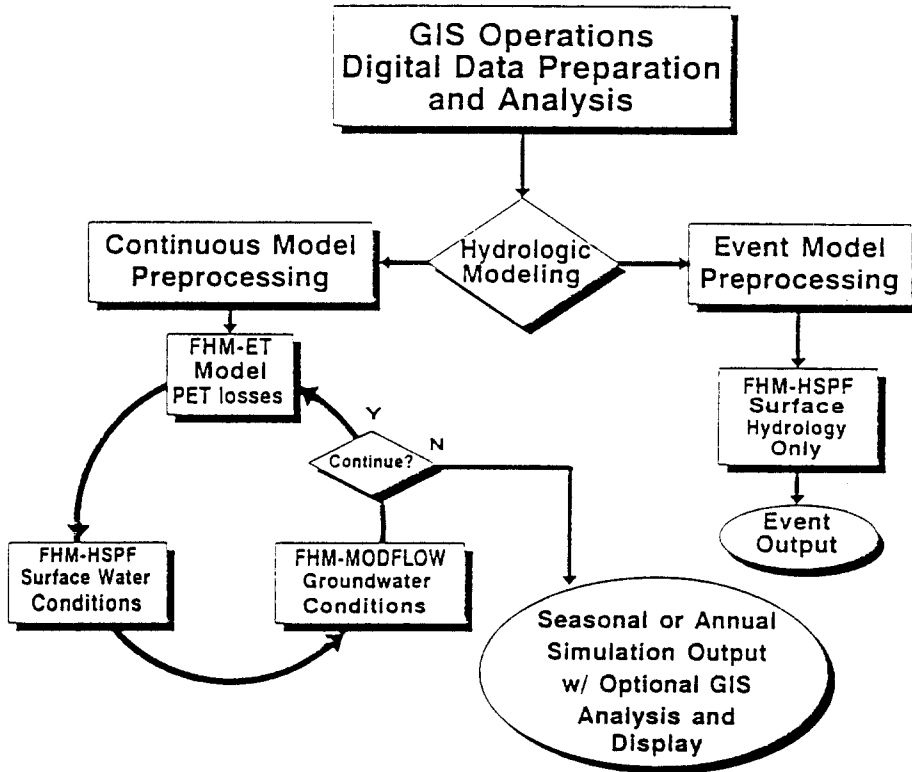 GIS Operations
Digital Data Preparation
and Analysis
Continuous Model
Preprocessing
Hydrologic
Modeling
Event Model
Preprocessing
FHM-ET
Model
PET losses
FHM-HSPF
Surface
Hydrology
Only
Y
N
Continue?
Event
Output
FHM-HSPF
Surface Water
Conditions
FHM-MODFLOW
Groundwater
Conditions
Seasonal or Annual
Simulation Output
w/ Optional GIS
Analysis and
Display